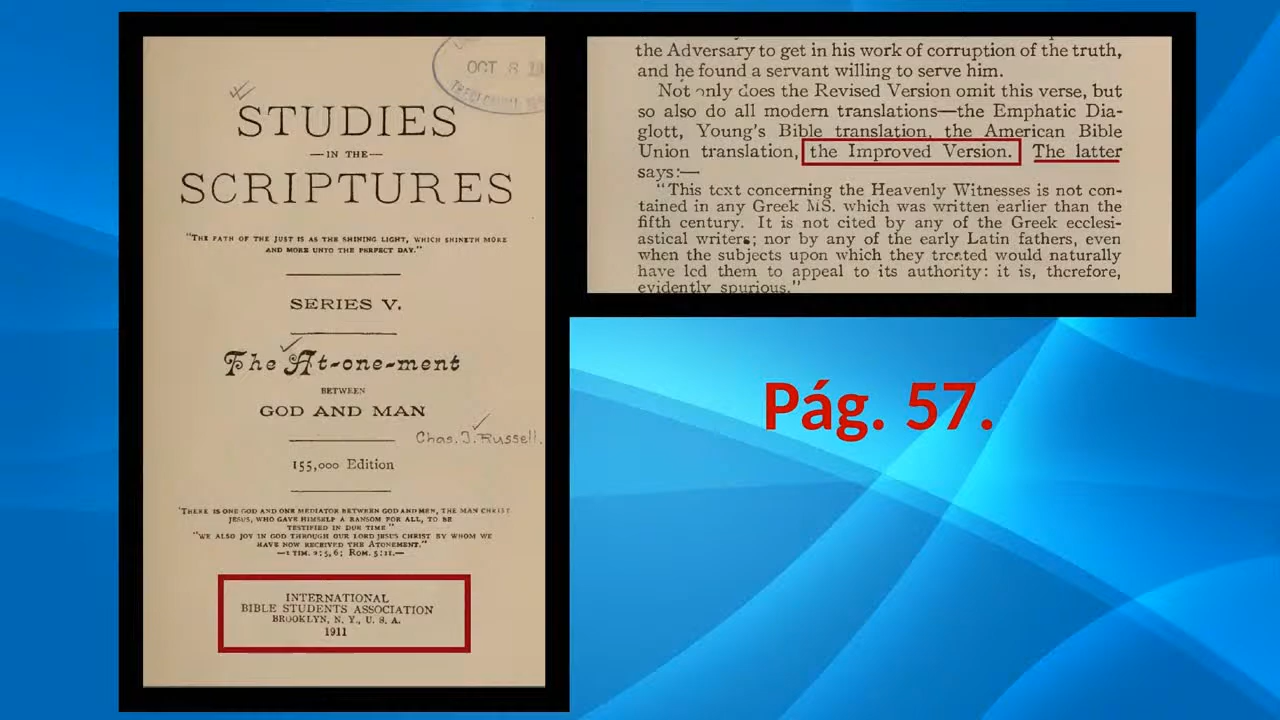 OCT 8 19
STUDIES
—IN THE—
SCRIPTURES
"THE PATH OF THE JUST IS AS THE SHINING LIGHT, WHICH SHINETH MORE
AND MORE UNTO THE PERFECT DAY."
SERIES V.
The At-one-ment
BETWEEN
GOD AND MAN
Chas. T. Russell.
155,000 Edition
"THERE IS ONE GOD AND ONE MEDIATOR BETWEEN GOD AND MEN, THE MAN CHRIST
JESUS, WHO GAVE HIMSELF A RANSOM FOR ALL, TO BE
TESTIFIED IN DUE TIME"
"WE ALSO JOY IN GOD THROUGH OUR LORD JESUS CHRIST BY WHOM WE
HAVE NOW RECEIVED THE ATONEMENT."
—1 TIM. 2:5, 6; ROM. 5:11.—
INTERNATIONAL
BIBLE STUDENTS ASSOCIATION
BROOKLYN, N. Y., U. S. A.
1911
the Adversary to get in his work of corruption of the truth,
and he found a servant willing to serve him.
Not only does the Revised Version omit this verse, but
so also do all modern translations—the Emphatic Dia-
glott, Young's Bible translation, the American Bible
Union translation, the Improved Version. The latter
says:—
"This text concerning the Heavenly Witnesses is not con-
tained in any Greek MS. which was written earlier than the
fifth century. It is not cited by any of the Greek ecclesi-
astical writers; nor by any of the early Latin fathers, even
when the subjects upon which they treated would naturally
have led them to appeal to its authority: it is, therefore,
evidently spurious."
Pág. 57.